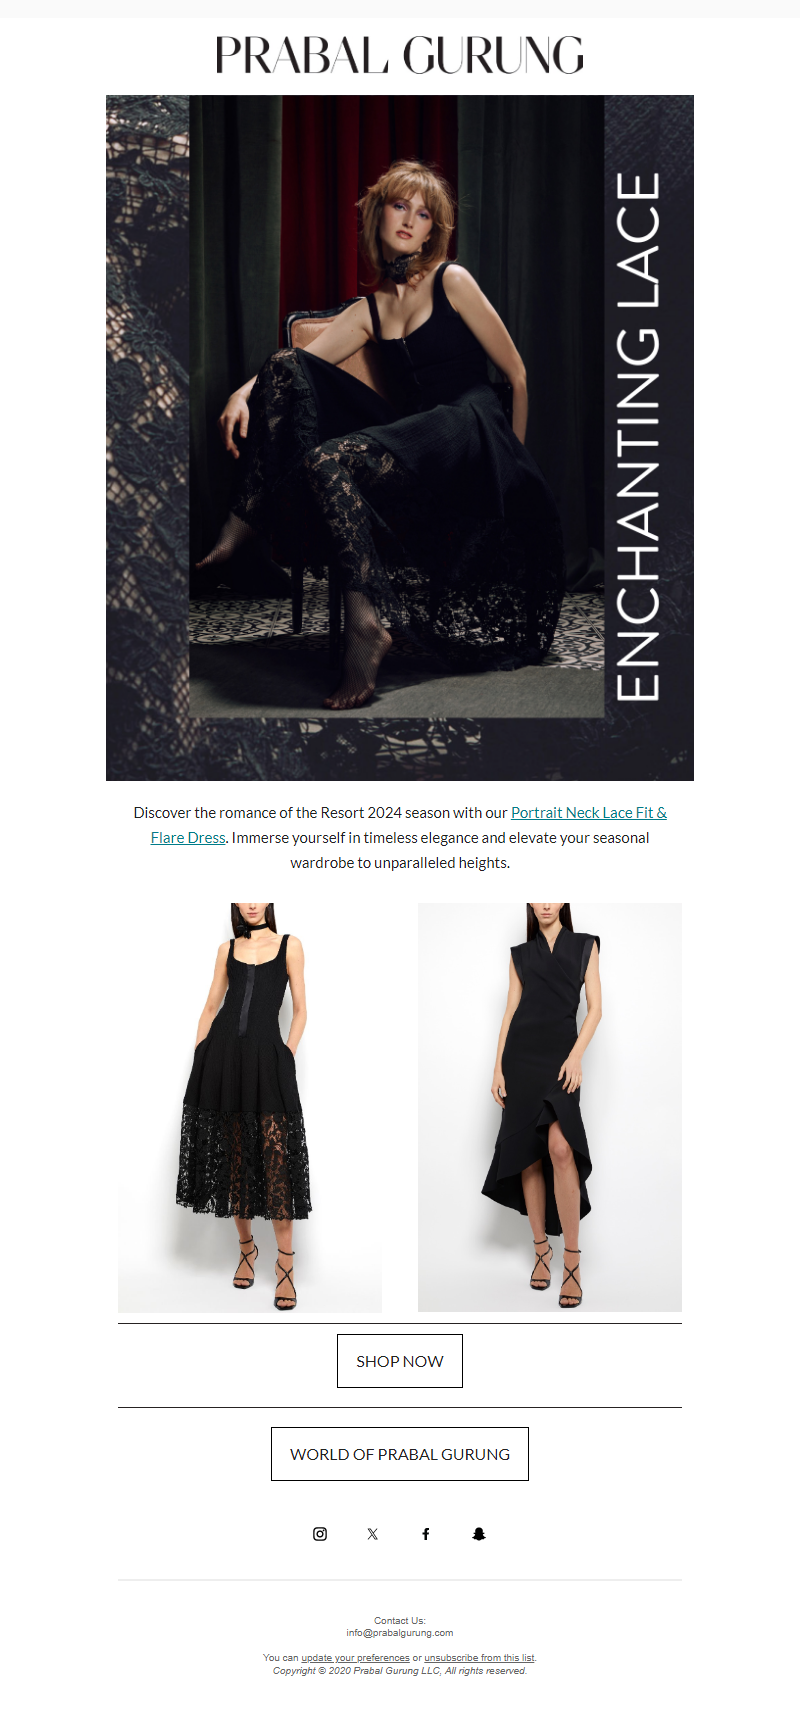 PRABAL GURUNG
ENCHANTING LACE
Discover the romance of the Resort 2024 season with our Portrait Neck Lace Fit &
Flare Dress. Immerse yourself in timeless elegance and elevate your seasonal
wardrobe to unparalleled heights.
SHOP NOW
WORLD OF PRABAL GURUNG
Contact Us:
info@prabalgurung.com
You can update your preferences or unsubscribe from this list.
Copyright © 2020 Prabal Gurung LLC, All rights reserved.